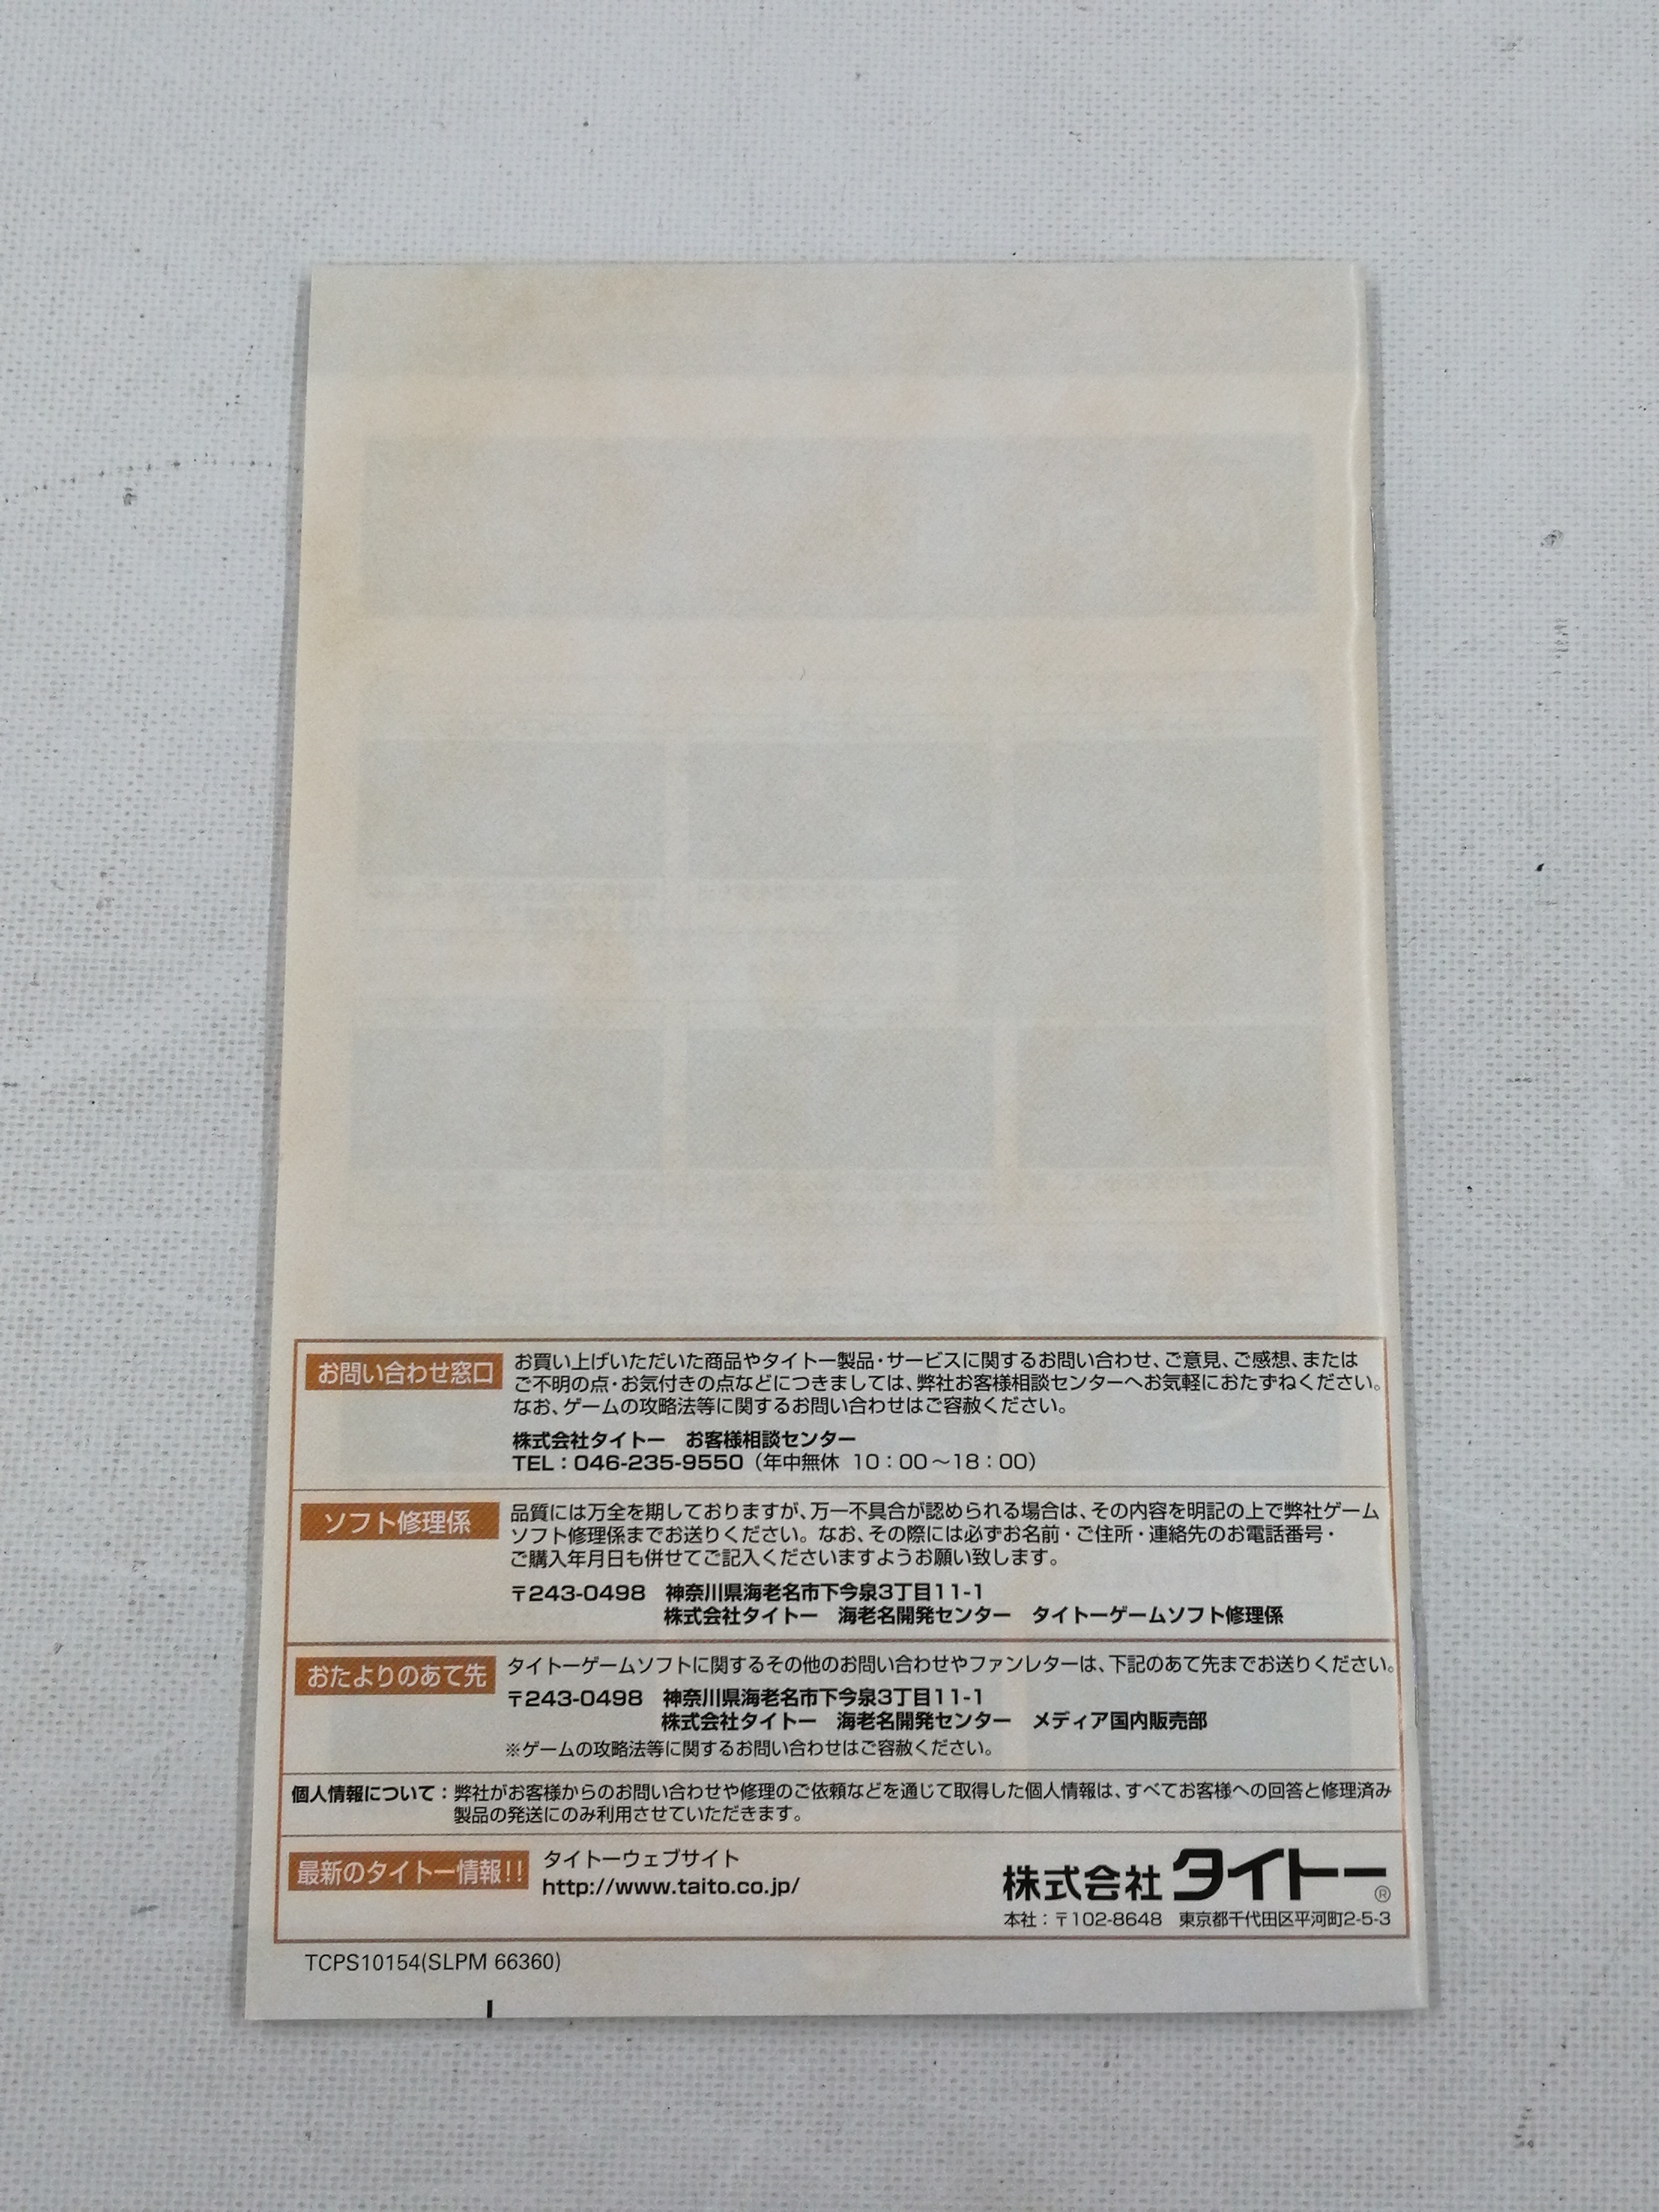 お問い合わせ窓口
お買い上げいただいた商品やタイトー製品・サービスに関するお問い合わせ、ご意見、ご感想、または
ご不明の点・お気付きの点などにつきましては、弊社お客様相談センターへお気軽におたずねください。
なお、ゲームの攻略法等に関するお問い合わせはご容赦ください。
株式会社タイトー　お客様相談センター
TEL：046-235-9550（年中無休 10：00～18：00）
ソフト修理係
品質には万全を期しておりますが、万一不具合が認められる場合は、その内容を明記の上で弊社ゲーム
ソフト修理係までお送りください。なお、その際には必ずお名前・ご住所・連絡先のお電話番号・
ご購入年月日も併せてご記入くださいますようお願い致します。
〒243-0498　神奈川県海老名市下今泉3丁目11-1
株式会社タイトー　海老名開発センター　タイトーゲームソフト修理係
おたよりのあて先
タイトーゲームソフトに関するその他のお問い合わせやファンレターは、下記のあて先までお送りください。
〒243-0498　神奈川県海老名市下今泉3丁目11-1
株式会社タイトー　海老名開発センター　メディア国内販売部
※ゲームの攻略法等に関するお問い合わせはご容赦ください。
個人情報について：弊社がお客様からのお問い合わせや修理のご依頼などを通じて取得した個人情報は、すべてお客様への回答と修理済み
製品の発送にのみ利用させていただきます。
最新のタイトー情報!!
タイトーウェブサイト
http://www.taito.co.jp/
株式会社 タイトー®
本社：〒102-8648　東京都千代田区平河町2-5-3
TCPS10154(SLPM 66360)